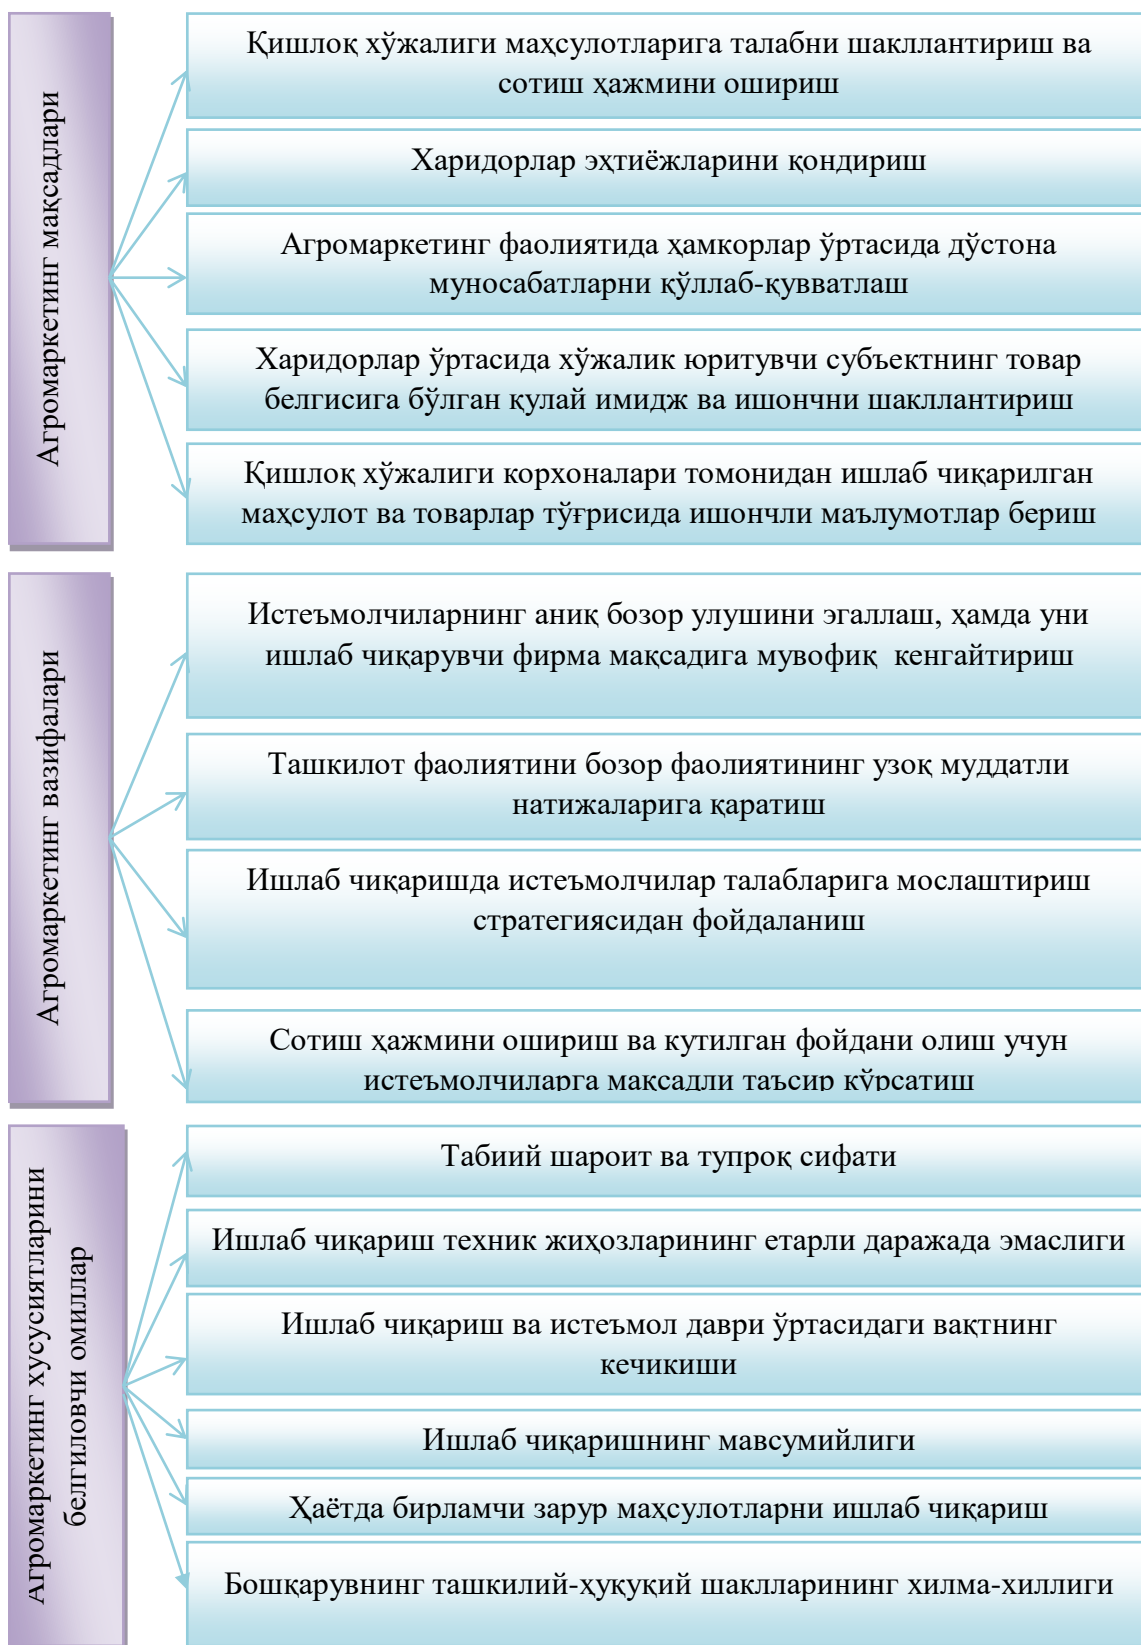 Агромаркетинг мақсадлари
Қишлоқ хўжалиги маҳсулотларига талабни шакллантириш ва
сотиш ҳажмини ошириш
Харидорлар эҳтиёжларини қондириш
Агромаркетинг фаолиятида ҳамкорлар ўртасида дўстона
муносабатларни қўллаб-қувватлаш
Харидорлар ўртасида хўжалик юритувчи субъектнинг товар
белгисига бўлган қулай имидж ва ишончни шакллантириш
Қишлоқ хўжалиги корхоналари томонидан ишлаб чиқарилган
маҳсулот ва товарлар тўғрисида ишончли маълумотлар бериш
Агромаркетинг вазифалари
Истеъмолчиларнинг аниқ бозор улушини эгаллаш, ҳамда уни
ишлаб чиқарувчи фирма мақсадига мувофиқ кенгайтириш
Ташкилот фаолиятини бозор фаолиятининг узоқ муддатли
натижаларига қаратиш
Ишлаб чиқаришда истеъмолчилар талабларига мослаштириш
стратегиясидан фойдаланиш
Сотиш ҳажмини ошириш ва кутилган фойдани олиш учун
истеъмолчиларга мақсадли таъсир кўрсатиш
Агромаркетинг хусусиятларини
белгиловчи омиллар
Табиий шароит ва тупроқ сифати
Ишлаб чиқариш техник жиҳозларининг етарли даражада эмаслиги
Ишлаб чиқариш ва истеъмол даври ўртасидаги вақтнинг
кечикиши
Ишлаб чиқаришнинг мавсумийлиги
Ҳаётда бирламчи зарур маҳсулотларни ишлаб чиқариш
Бошқарувнинг ташкилий-ҳуқуқий шаклларининг хилма-хиллиги